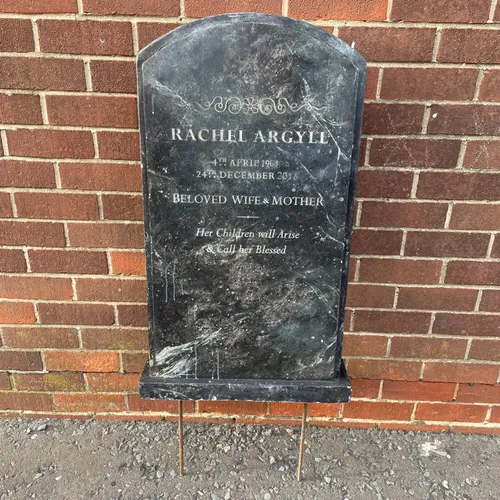 RACHEL ARGYLL
4TH APRIL
24TH DECEMBER
BELOVED WIFE & MOTHER
Her Children will Arise
& Call her Blessed